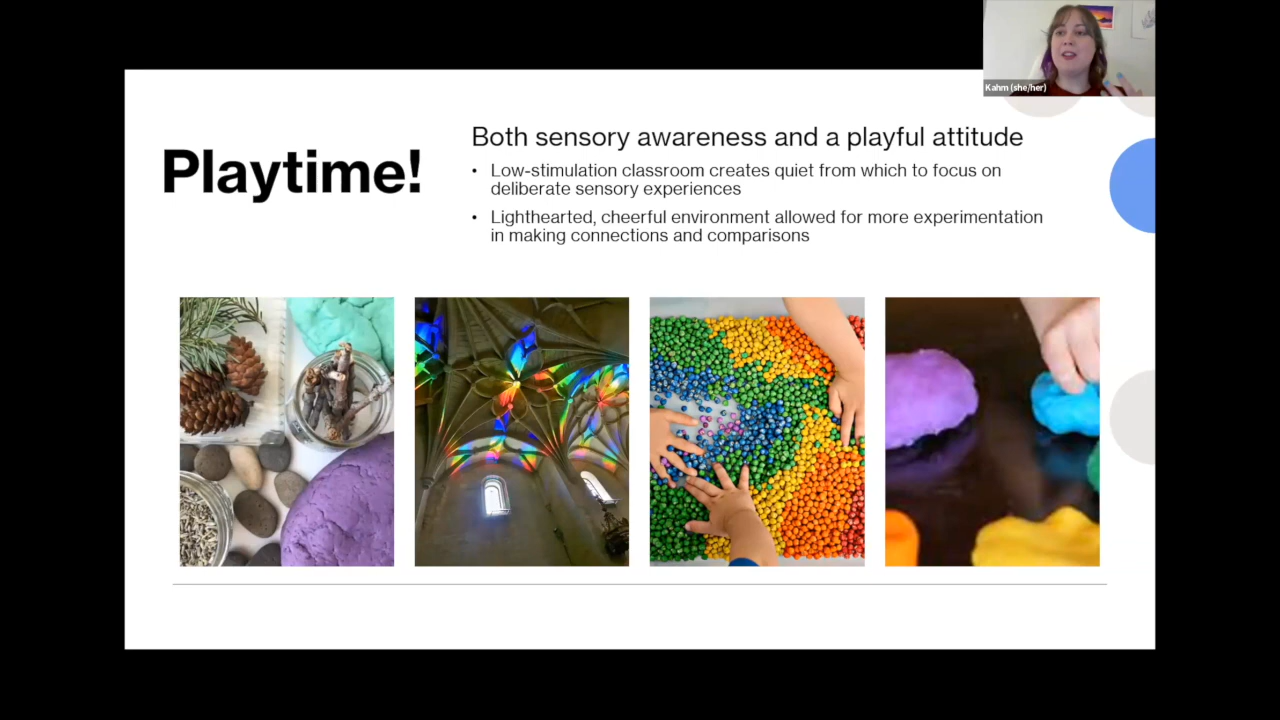 Kahm (she/her)
Playtime!
Both sensory awareness and a playful attitude
• Low-stimulation classroom creates quiet from which to focus on
deliberate sensory experiences
• Lighthearted, cheerful environment allowed for more experimentation
in making connections and comparisons